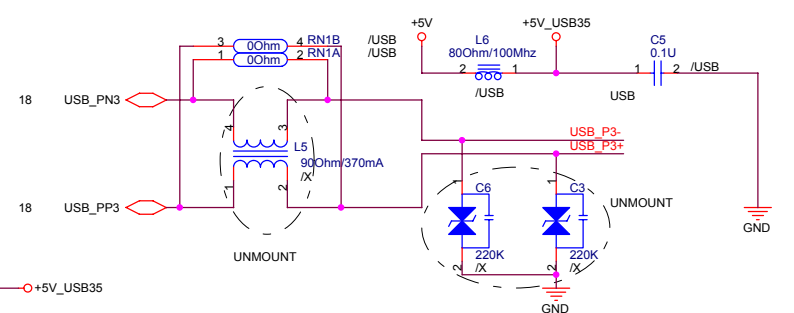 +5V
+5V_USB35
3
0Ohm
4
RN1B
/USB
L6
C5
1
0Ohm
2
RN1A
/USB
80Ohm/100Mhz
0.1U
2
1
1
2
/USB
/USB
USB
18
USB_PN3
4
3
USB_P3-
USB_P3+
L5
90Ohm/370mA
/X
1
2
1
C6
1
C3
UNMOUNT
18
USB_PP3
GND
UNMOUNT
220K
220K
2
/X
2
/X
+5V_USB35
GND